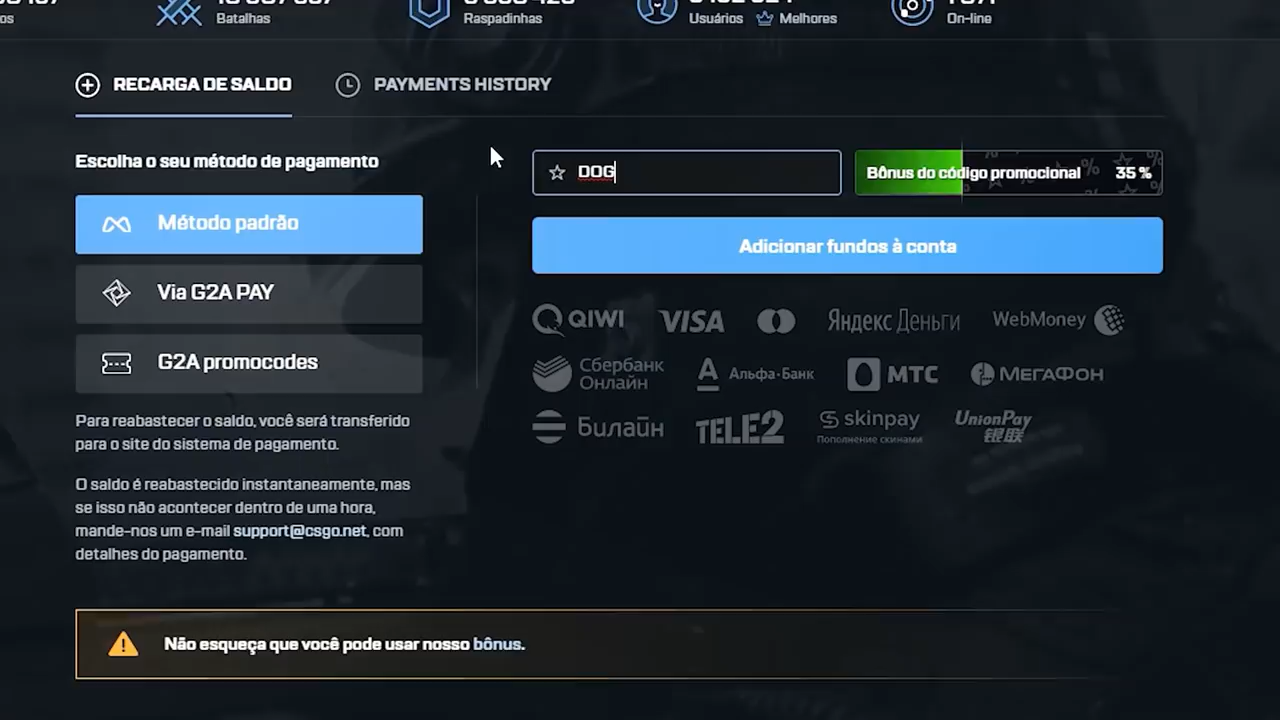 Batalhas
Raspadinhas
Usuários
Melhores
On-line
RECARGA DE SALDO
PAYMENTS HISTORY
Escolha o seu método de pagamento
DOG
Bônus do código promocional 35 %
Método padrão
Adicionar fundos à conta
Via G2A PAY
G2A promocodes
QIWI VISA Яндекс Деньги WebMoney
Сбербанк
Онлайн
Альфа·Банк
МТС
МЕГАФОН
Билайн
TELE2
skinpay
Пополнение скинами
UnionPay
银联
Para reabastecer o saldo, você será transferido
para o site do sistema de pagamento.
O saldo é reabastecido instantaneamente, mas
se isso não acontecer dentro de uma hora,
mande-nos um e-mail support@csgo.net, com
detalhes do pagamento.
Não esqueça que você pode usar nosso bônus.